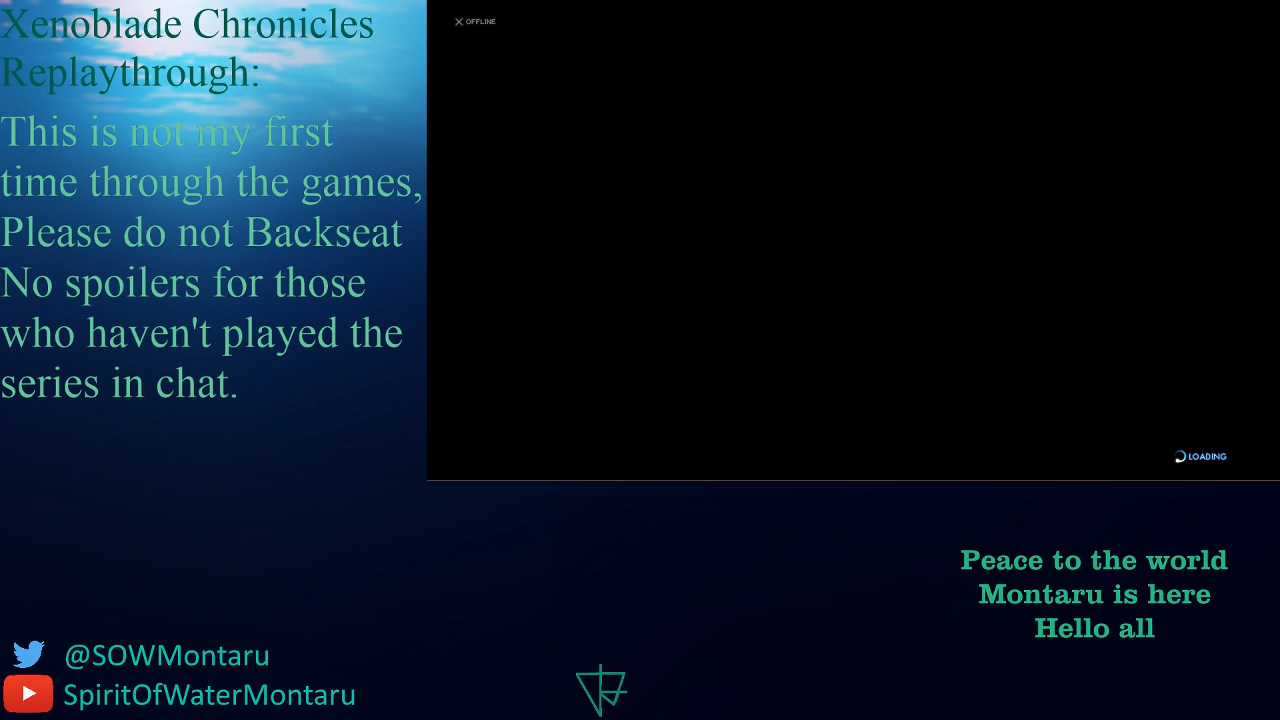 Xenoblade Chronicles
Replaythrough:
This is not my first
time through the games,
Please do not Backseat
No spoilers for those
who haven't played the
series in chat.
OFFLINE
LOADING
Peace to the world
Montaru is here
Hello all
@SOWMontaru
SpiritOfWaterMontaru